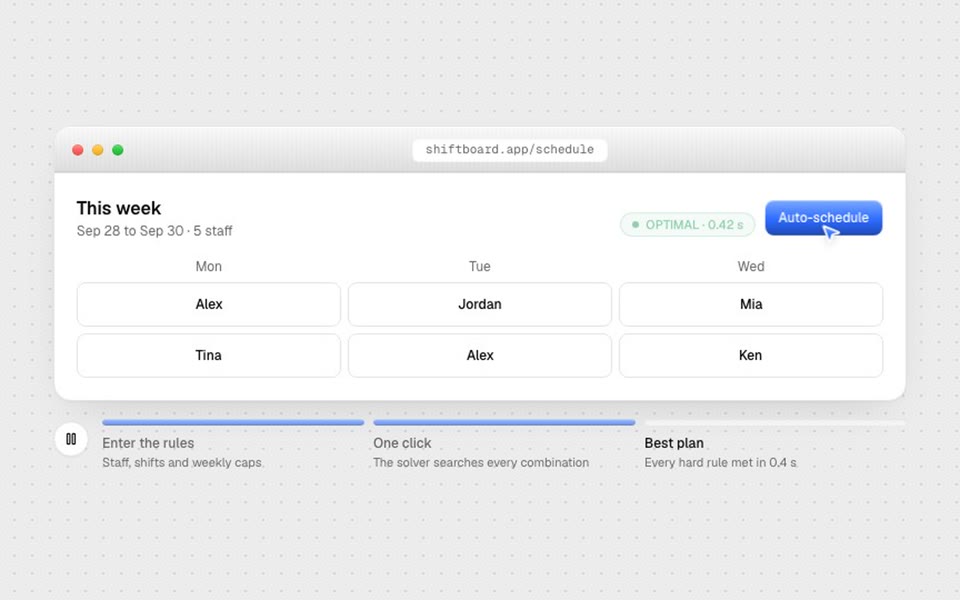 shiftboard.app/schedule
This week
Sep 28 to Sep 30 · 5 staff
OPTIMAL · 0.42 s
Auto-schedule
Mon
Tue
Wed
Alex
Jordan
Mia
Tina
Alex
Ken
Enter the rules
Staff, shifts and weekly caps.
One click
The solver searches every combination
Best plan
Every hard rule met in 0.4 s